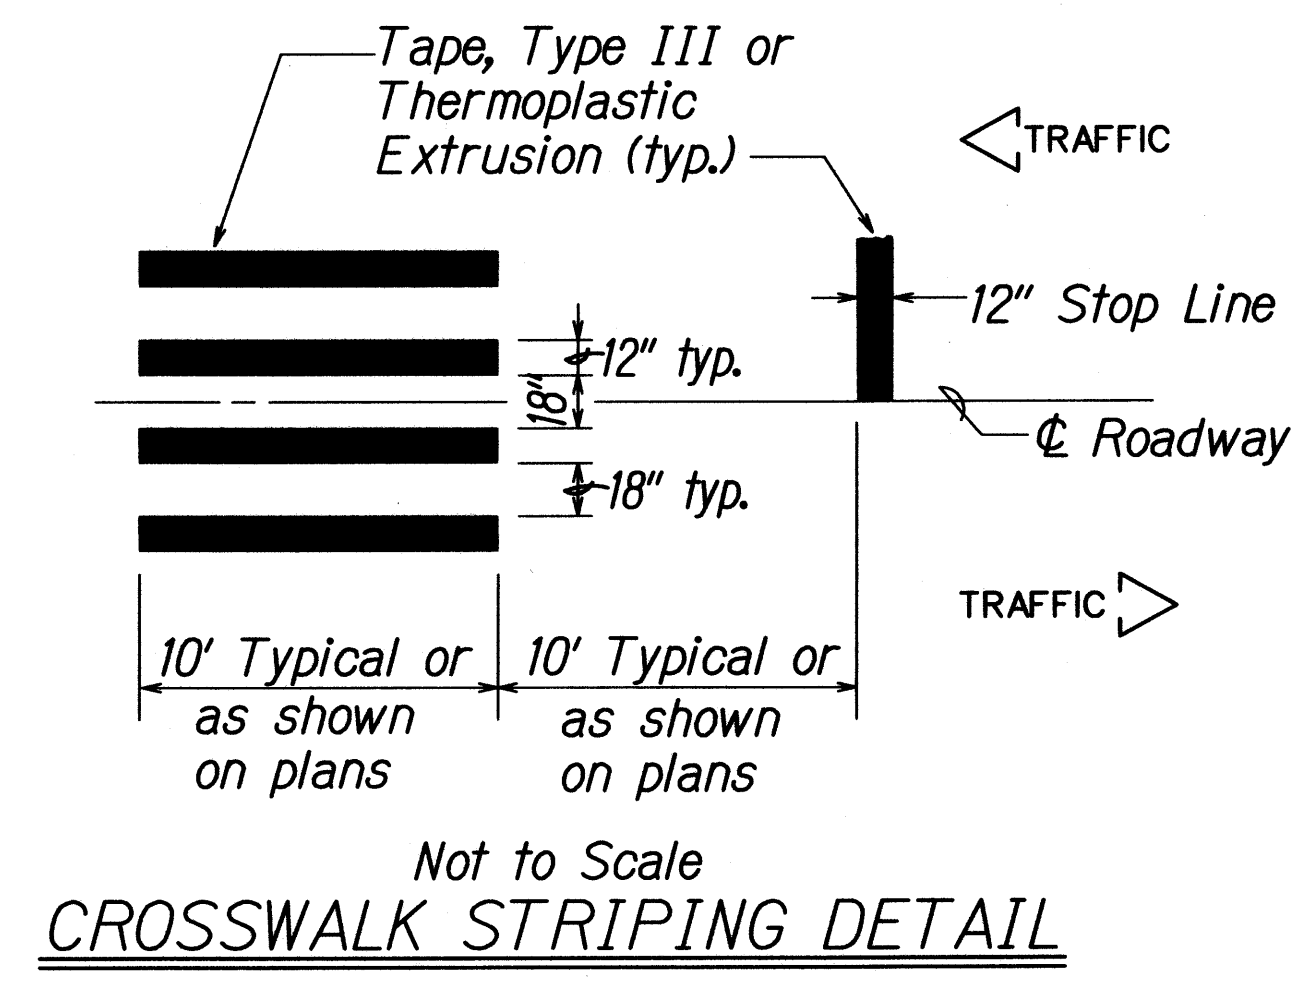 Tape, Type III or
Thermoplastic
Extrusion (typ.)
TRAFFIC
12" Stop Line
12" typ.
18"
℄ Roadway
18" typ.
TRAFFIC
10' Typical or
as shown
on plans
10' Typical or
as shown
on plans
Not to Scale
CROSSWALK STRIPING DETAIL